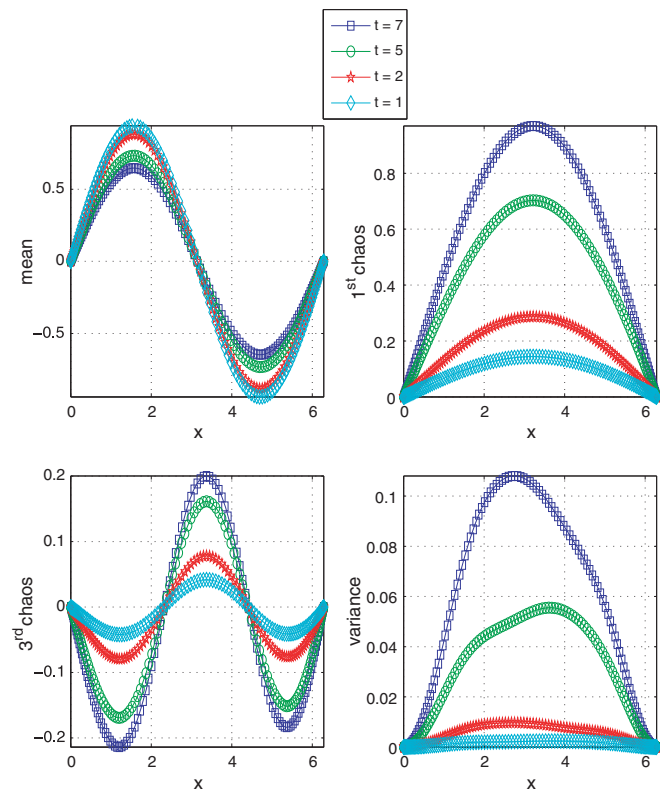 t = 7
t = 5
t = 2
t = 1
mean
0.5
0
−0.5
0 2 4 6
x
1st chaos
0.8
0.6
0.4
0.2
0
0 2 4 6
x
3rd chaos
0.2
0.1
0
−0.1
−0.2
0 2 4 6
x
variance
0.1
0.08
0.06
0.04
0.02
0
0 2 4 6
x